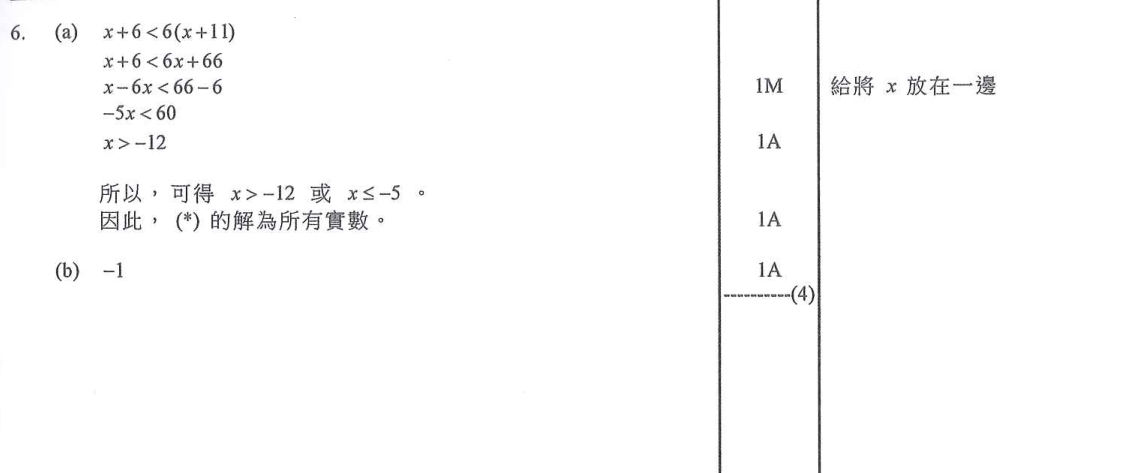 6. (a) x+6<6(x+11)
x+6<6x+66
x−6x<66−6 1M 給將 x 放在一邊
−5x<60
x>−12 1A
所以，可得 x>−12 或 x≤−5 。
因此， (*) 的解為所有實數。 1A
(b) −1 1A
----------(4)